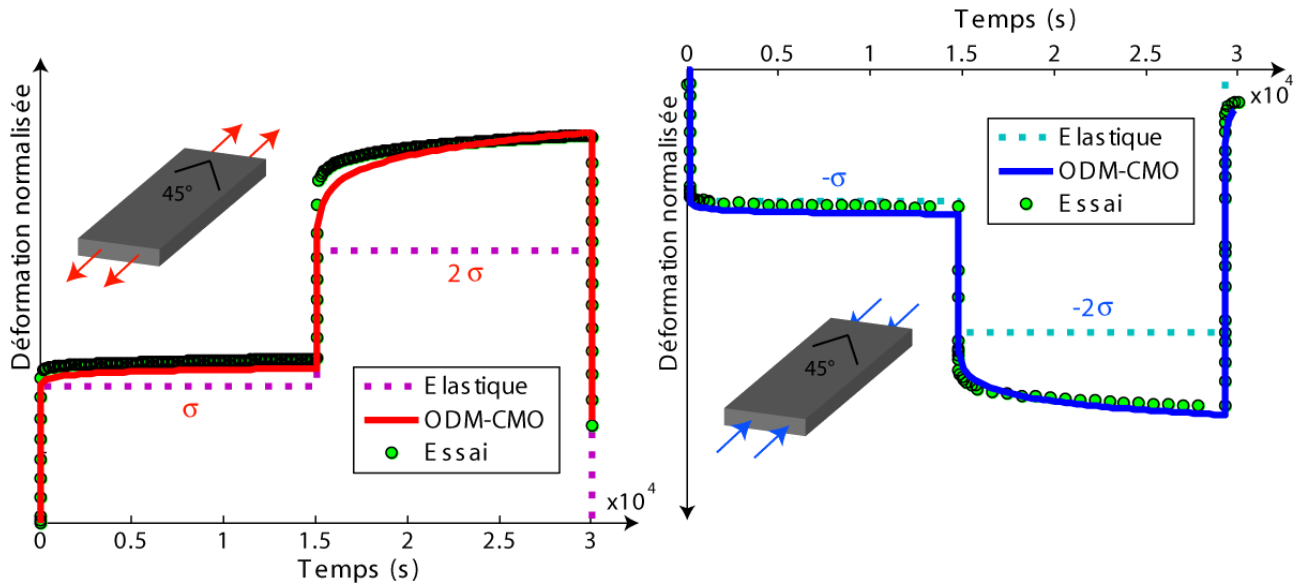 Déformation normalisée
45°
σ
2 σ
Elastique
ODM-CMO
Essai
x10⁴
0 0.5 1 1.5 2 2.5 3
Temps (s)
Temps (s)
0 0.5 1 1.5 2 3
x10⁴
Déformation normalisée
Elastique
ODM-CMO
Essai
-σ
-2σ
45°